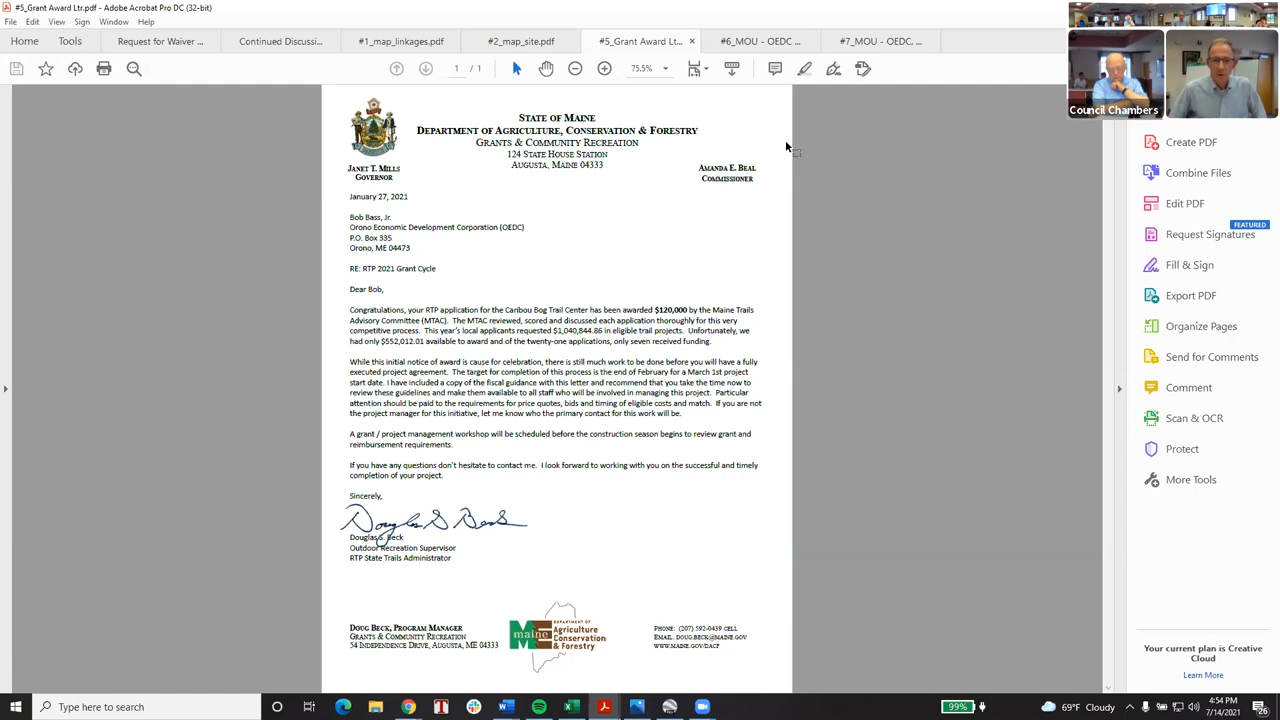 #5_Grant Award Ltr.pdf - Adobe Acrobat Pro DC (32-bit)
File Edit View Sign Window Help
Home Tools Request for Waiver ... Continued Discussi... #1_map_images.pdf #2_map_site.pdf #5_Grant Award Ltr... × #6_MOU - OEDC ... #7_MOU - OEDC, ...
1 / 1 75.5%
Council Chambers
STATE OF MAINE
DEPARTMENT OF AGRICULTURE, CONSERVATION & FORESTRY
GRANTS & COMMUNITY RECREATION
124 STATE HOUSE STATION
AUGUSTA, MAINE 04333
JANET T. MILLS
GOVERNOR
AMANDA E. BEAL
COMMISSIONER
January 27, 2021
Bob Bass, Jr.
Orono Economic Development Corporation (OEDC)
P.O. Box 335
Orono, ME 04473
RE: RTP 2021 Grant Cycle
Dear Bob,
Congratulations, your RTP application for the Caribou Bog Trail Center has been awarded $120,000 by the Maine Trails
Advisory Committee (MTAC). The MTAC reviewed, scored and discussed each application thoroughly for this very
competitive process. This year's local applicants requested $1,040,844.86 in eligible trail projects. Unfortunately, we
had only $552,012.01 available to award and of the twenty-one applications, only seven received funding.
While this initial notice of award is cause for celebration, there is still much work to be done before you will have a fully
executed project agreement. The target for completion of this process is the end of February for a March 1st project
start date. I have included a copy of the fiscal guidance with this letter and recommend that you take the time now to
review these guidelines and make them available to all staff who will be involved in managing this project. Particular
attention should be paid to the requirements for price quotes, bids and timing of eligible costs and match. If you are not
the project manager for this initiative, let me know who the primary contact for this work will be.
A grant / project management workshop will be scheduled before the construction season begins to review grant and
reimbursement requirements.
If you have any questions don't hesitate to contact me. I look forward to working with you on the successful and timely
completion of your project.
Sincerely,
Douglas S Beck
Douglas S. Beck
Outdoor Recreation Supervisor
RTP State Trails Administrator
DOUG BECK, PROGRAM MANAGER
GRANTS & COMMUNITY RECREATION
54 INDEPENDENCE DRIVE, AUGUSTA, ME 04333
maine
DEPARTMENT OF
Agriculture
Conservation
& Forestry
PHONE: (207) 592-0439 CELL
EMAIL: DOUG.BECK@MAINE.GOV
WWW.MAINE.GOV/DACF
Create PDF
Combine Files
Edit PDF
FEATURED
Request Signatures
Fill & Sign
Export PDF
Organize Pages
Send for Comments
Comment
Scan & OCR
Protect
More Tools
Your current plan is Creative
Cloud
Learn More
Type here to search
99%
69°F Cloudy
4:54 PM
7/14/2021
26